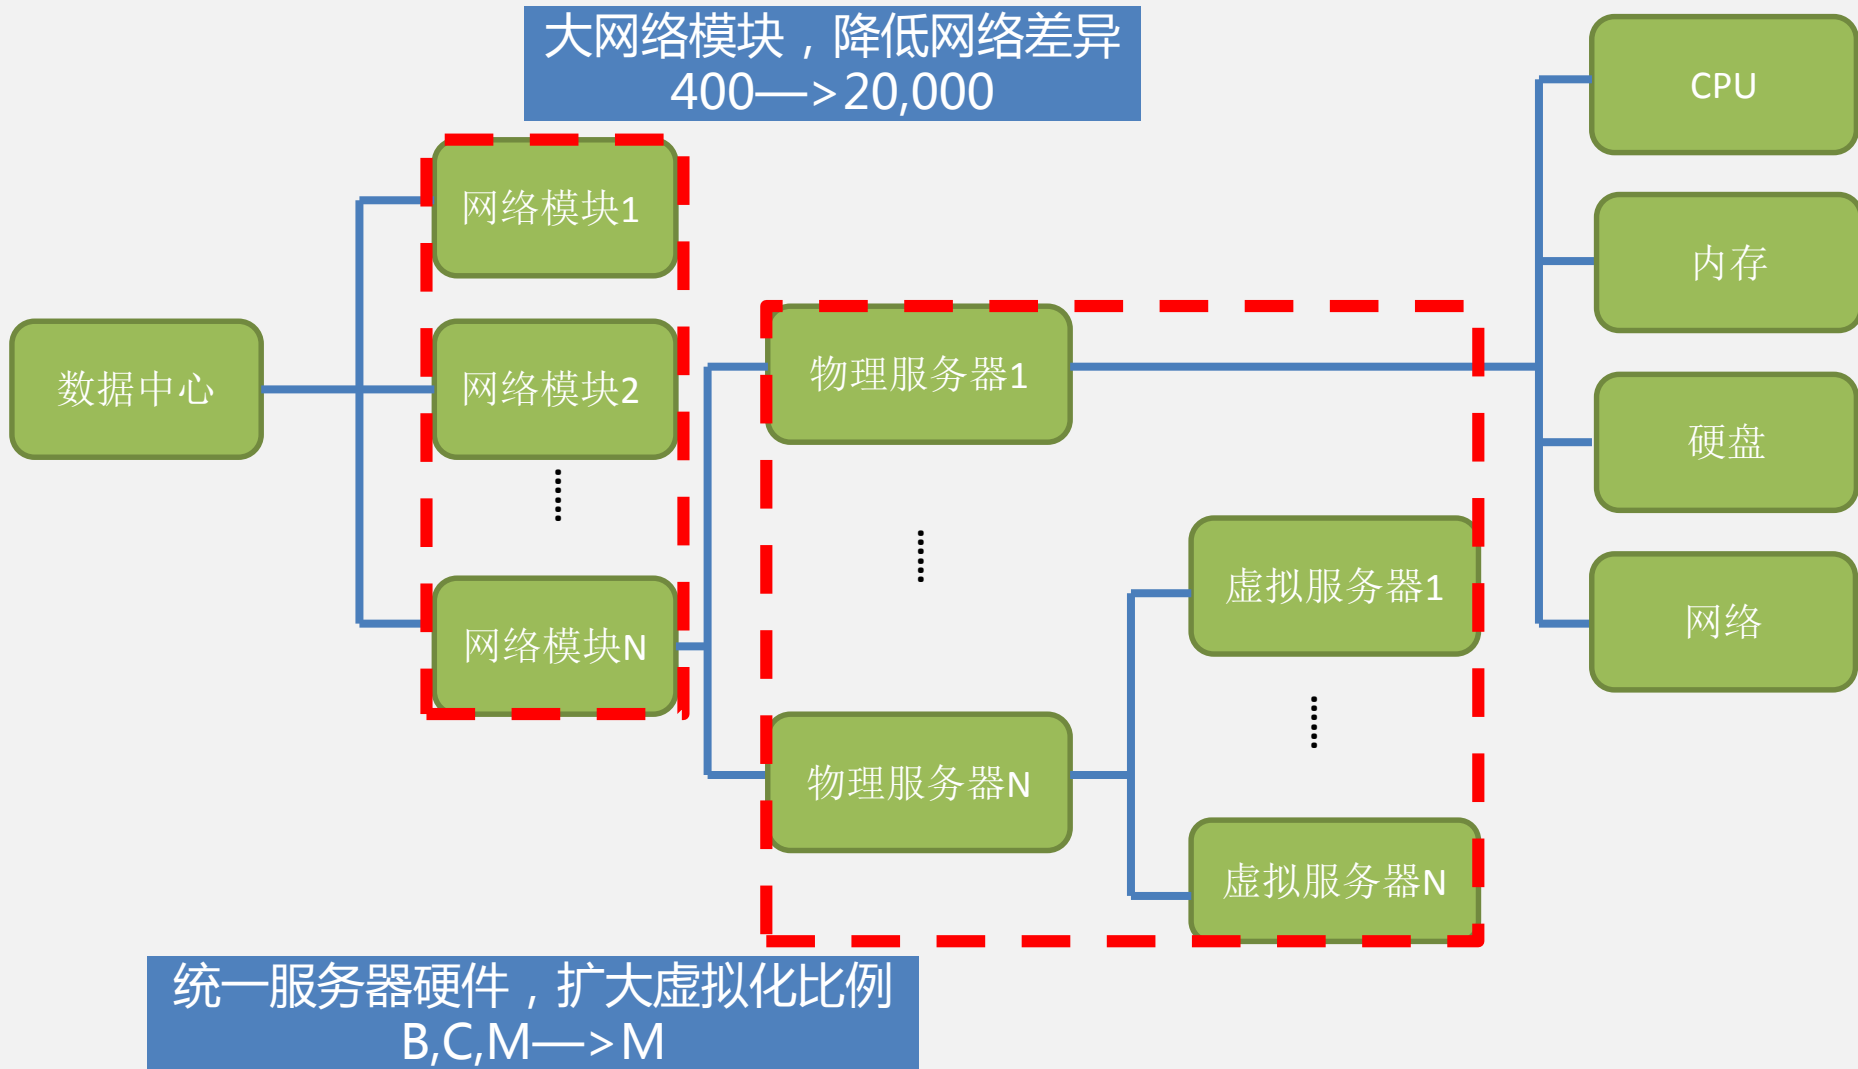 大网络模块，降低网络差异
400—>20,000
CPU
网络模块1
内存
物理服务器1
数据中心
网络模块2
硬盘
虚拟服务器1
网络
网络模块N
物理服务器N
虚拟服务器N
统一服务器硬件，扩大虚拟化比例
B,C,M—>M